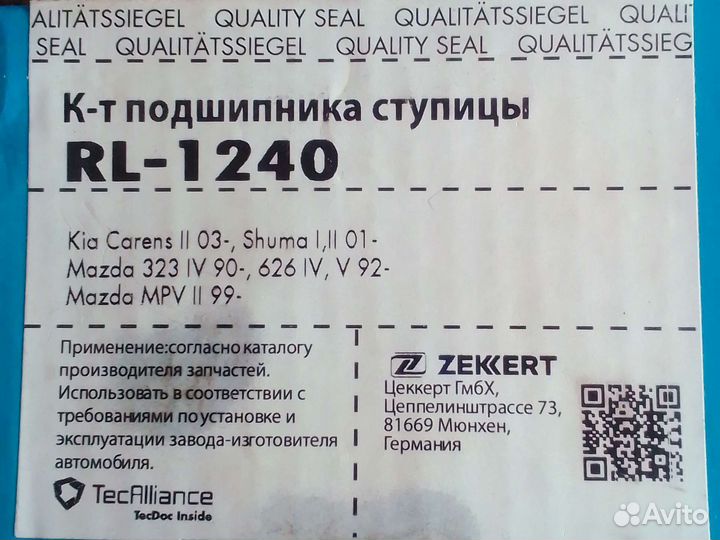 ALITÄTSSIEGEL QUALITY SEAL QUALITÄTSSIEGEL QUALI
SEAL QUALITÄTSSIEGEL QUALITY SEAL QUALITÄTSSIEG
К-т подшипника ступицы
RL-1240
Kia Carens II 03-, Shuma I,II 01-
Mazda 323 IV 90-, 626 IV, V 92-
Mazda MPV II 99-
Применение:согласно каталогу
производителя запчастей.
Использовать в соответствии с
требованиями по установке и
эксплуатации завода-изготовителя
автомобиля.
TecAlliance
TecDoc Inside
ZEKKERT
Цеккерт ГмбХ,
Цеппелинштрассе 73,
81669 Мюнхен,
Германия
Avito